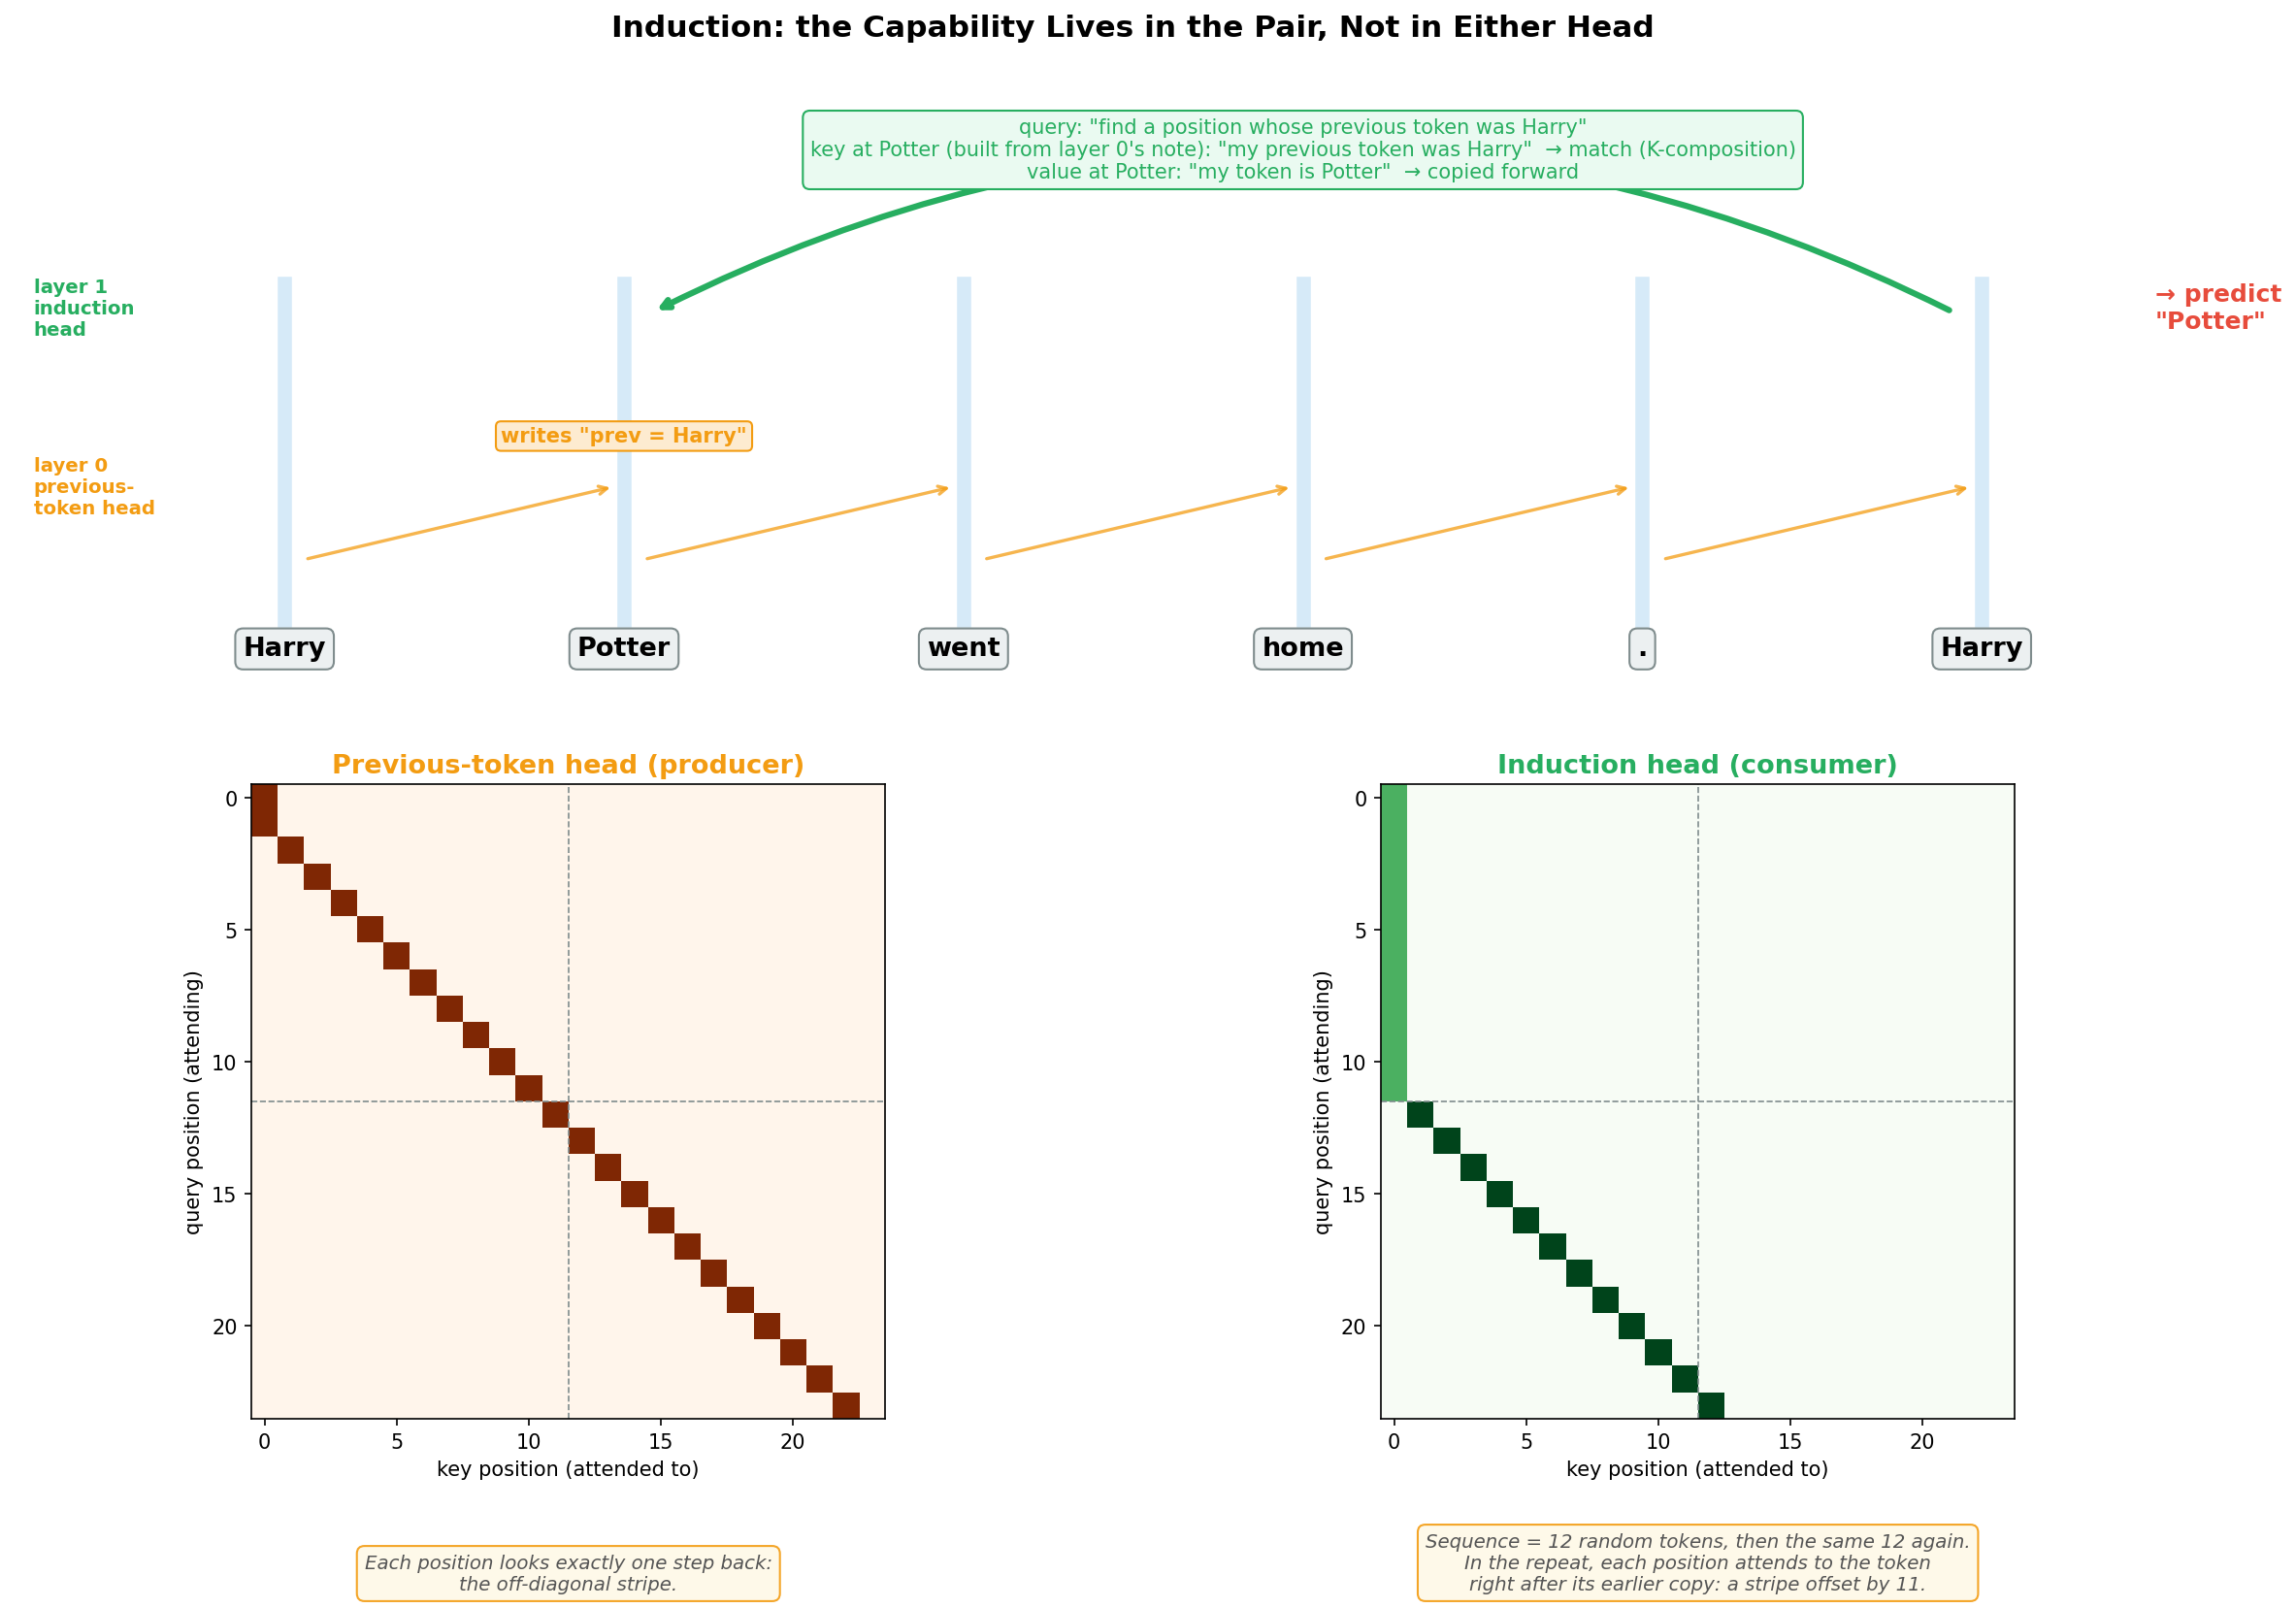 Induction: the Capability Lives in the Pair, Not in Either Head
query: "find a position whose previous token was Harry"
key at Potter (built from layer 0's note): "my previous token was Harry" → match (K-composition)
value at Potter: "my token is Potter" → copied forward
layer 1
induction
head
→ predict
"Potter"
writes "prev = Harry"
layer 0
previous-
token head
Harry
Potter
went
home
.
Harry
Previous-token head (producer)
0
5
10
15
20
query position (attending)
0
5
10
15
20
key position (attended to)
Each position looks exactly one step back:
the off-diagonal stripe.
Induction head (consumer)
0
5
10
15
20
query position (attending)
0
5
10
15
20
key position (attended to)
Sequence = 12 random tokens, then the same 12 again.
In the repeat, each position attends to the token
right after its earlier copy: a stripe offset by 11.